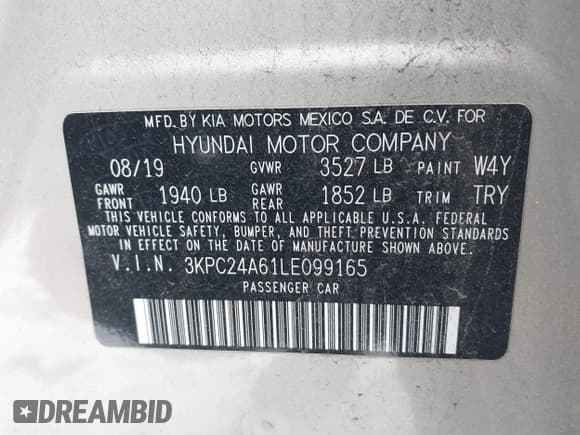 MFD. BY KIA MOTORS MEXICO S.A. DE C.V. FOR
HYUNDAI MOTOR COMPANY
08/19 GVWR 3527 LB PAINT W4Y
GAWR FRONT 1940 LB GAWR REAR 1852 LB TRIM TRY
THIS VEHICLE CONFORMS TO ALL APPLICABLE U.S.A. FEDERAL
MOTOR VEHICLE SAFETY, BUMPER, AND THEFT PREVENTION STANDARDS
IN EFFECT ON THE DATE OF MANUFACTURE SHOWN ABOVE.
V.I.N. 3KPC24A61LE099165
PASSENGER CAR
DREAMBID